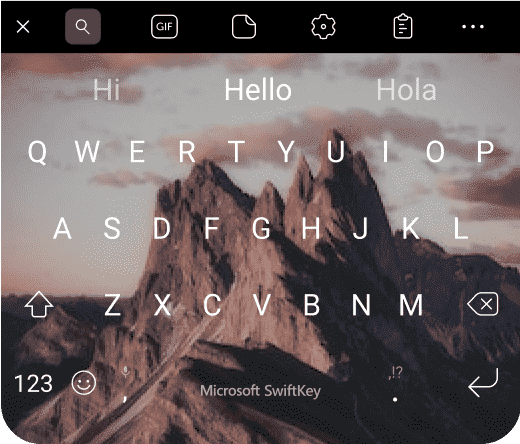 GIF
Hi Hello Hola
Q W E R T Y U I O P
A S D F G H J K L
Z X C V B N M
,!?
123 , Microsoft SwiftKey .